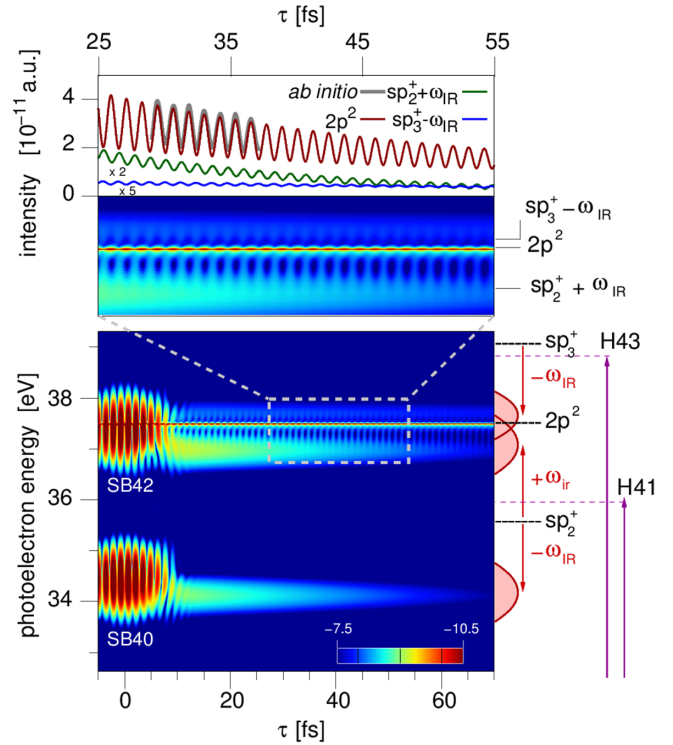 τ [fs]
25 35 45 55
ab initio sp₂⁺+ω_IR
2p² sp₃⁺-ω_IR
intensity [10⁻¹¹ a.u.]
4
2
0
x 2
x 5
sp₃⁺ − ω_IR
2p²
sp₂⁺ + ω_IR
photoelectron energy [eV]
38
36
34
SB42
SB40
−7.5 −10.5
sp₃⁺
H43
−ω_IR
2p²
H41
+ω_ir
sp₂⁺
−ω_IR
0 20 40 60
τ [fs]